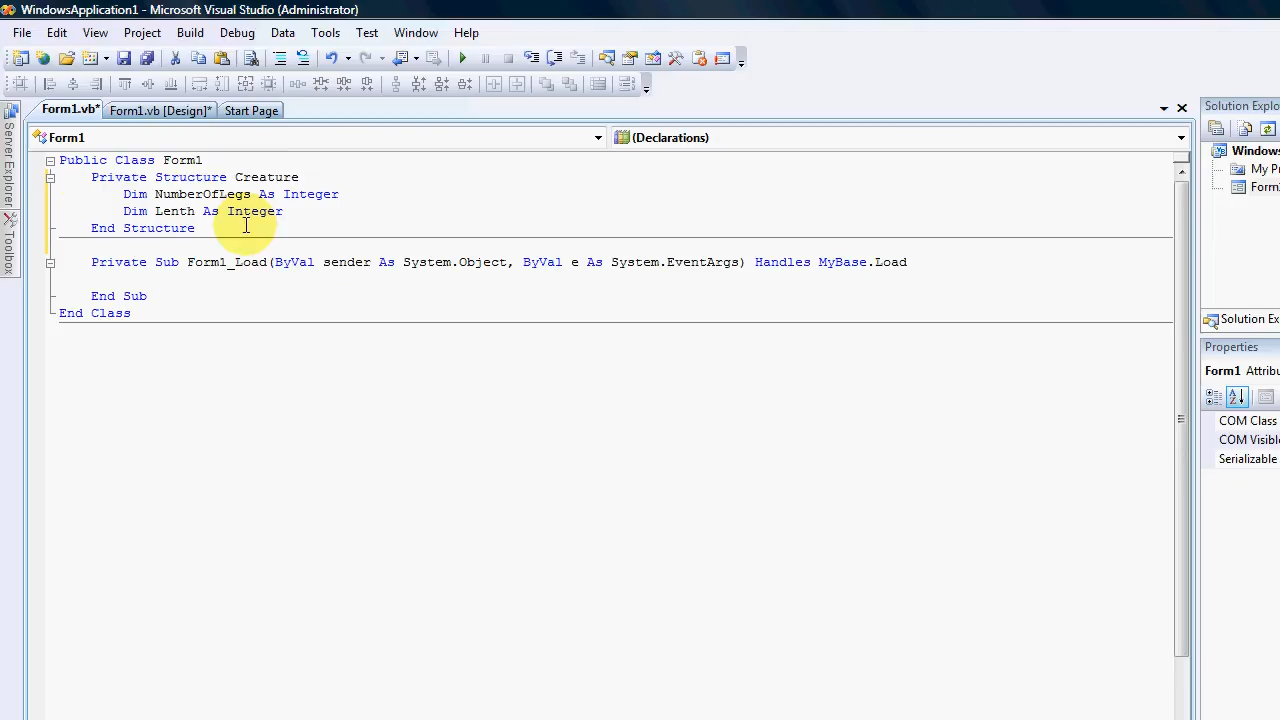 WindowsApplication1 - Microsoft Visual Studio (Administrator)
File Edit View Project Build Debug Data Tools Test Window Help
Form1.vb* Form1.vb [Design]* Start Page
Form1 (Declarations)
Public Class Form1
Private Structure Creature
Dim NumberOfLegs As Integer
Dim Lenth As Integer
End Structure
Private Sub Form1_Load(ByVal sender As System.Object, ByVal e As System.EventArgs) Handles MyBase.Load
End Sub
End Class
Server Explorer
Toolbox
Solution Explo
Windows
My P
Form
Solution Ex
Properties
Form1 Attribu
COM Class
COM Visibl
Serializable